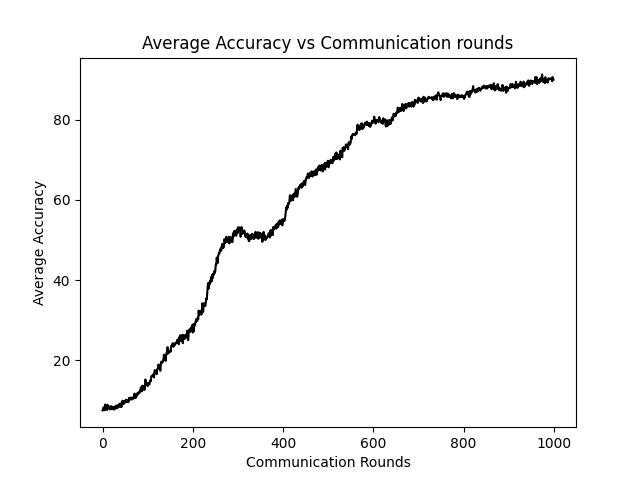 Average Accuracy vs Communication rounds
Average Accuracy
80
60
40
20
0 200 400 600 800 1000
Communication Rounds